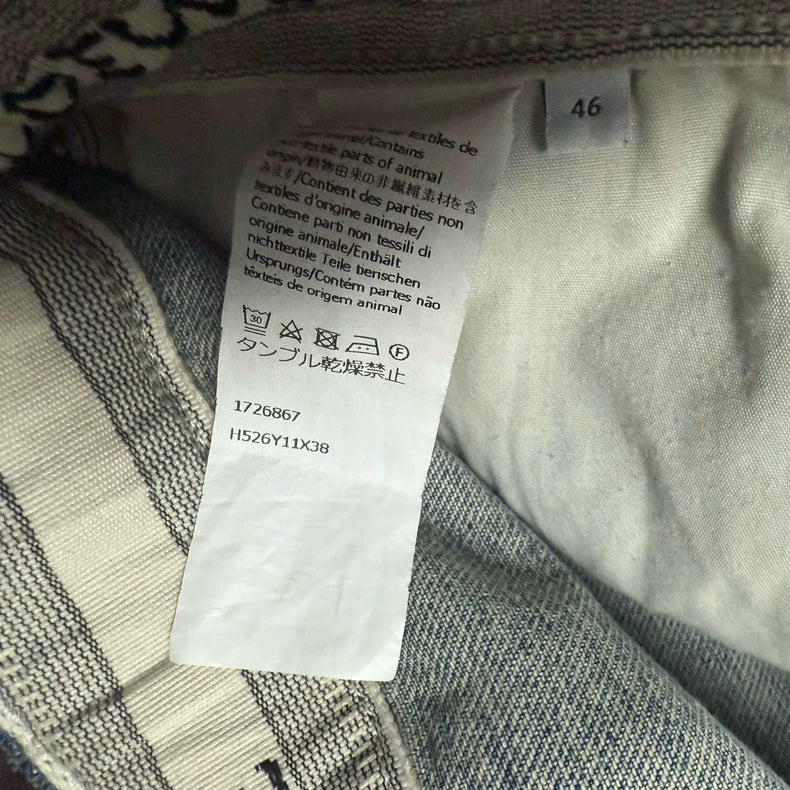 46
textiles de
animal/Contains
non-textile parts of animal
origin/動物由来の非繊維素材を含
みます/Contient des parties non
textiles d'origine animale/
Contiene parti non tessili di
origine animale/Enthält
nichttextile Teile tierischen
Ursprungs/Contém partes não
têxteis de origem animal
30 F
タンブル乾燥禁止
1726867
H526Y11X38